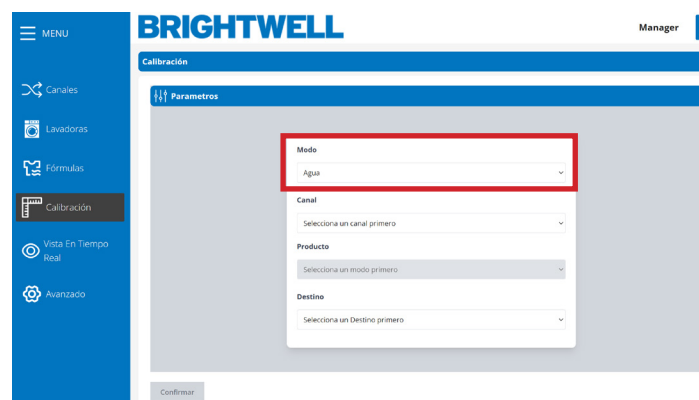 MENU
BRIGHTWELL
Manager
Calibración
Canales
Lavadoras
Fórmulas
Calibración
Vista En Tiempo
Real
Avanzado
Parametros
Modo
Agua
Canal
Selecciona un canal primero
Producto
Selecciona un modo primero
Destino
Selecciona un Destino primero
Confirmar